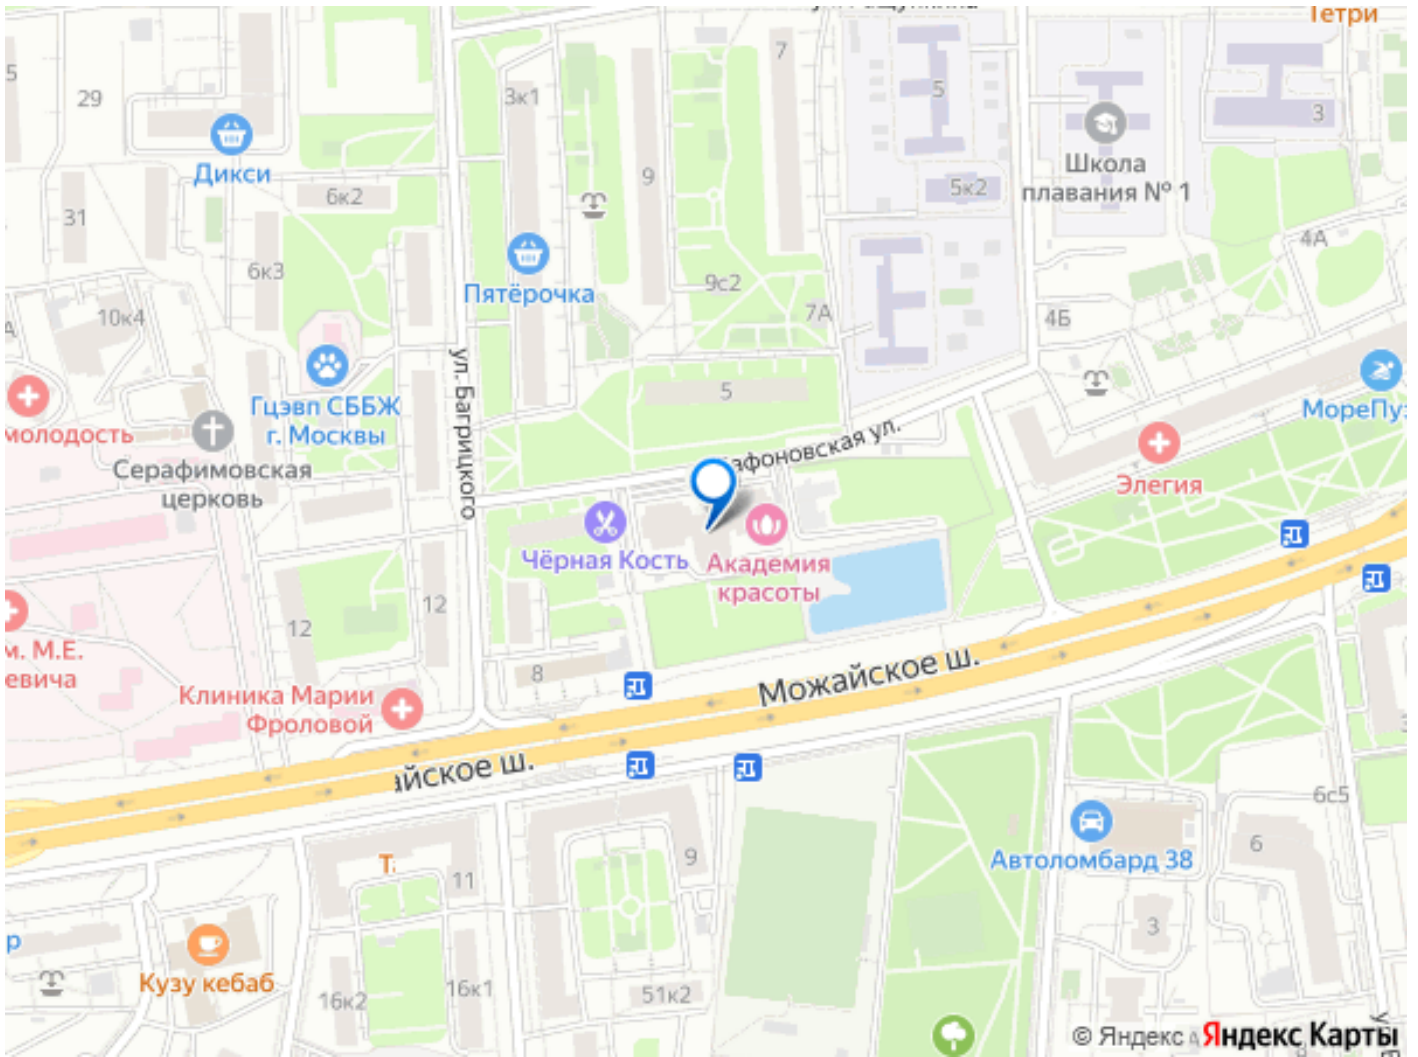 Тетри
7
5
29
3к1
5
3
Дикси
Школа
плавания № 1
9
6к2
5к2
31
4А
6к3
9с2
Пятёрочка
7А
4Б
10к4
ул. Багрицкого
5
Гцэвп СББЖ
г. Москвы
молодость
Серафимовская
церковь
афоновская ул.
Элегия
Чёрная Кость
Академия
красоты
12
12
м. М.Е.
евича
8
Клиника Марии
Фроловой
Можайское ш.
айское ш.
6с5
9
6
Автоломбард 38
11
3
р
Кузу кебаб
16к2
16к1
51к2
© Яндекс
Яндекс Карты